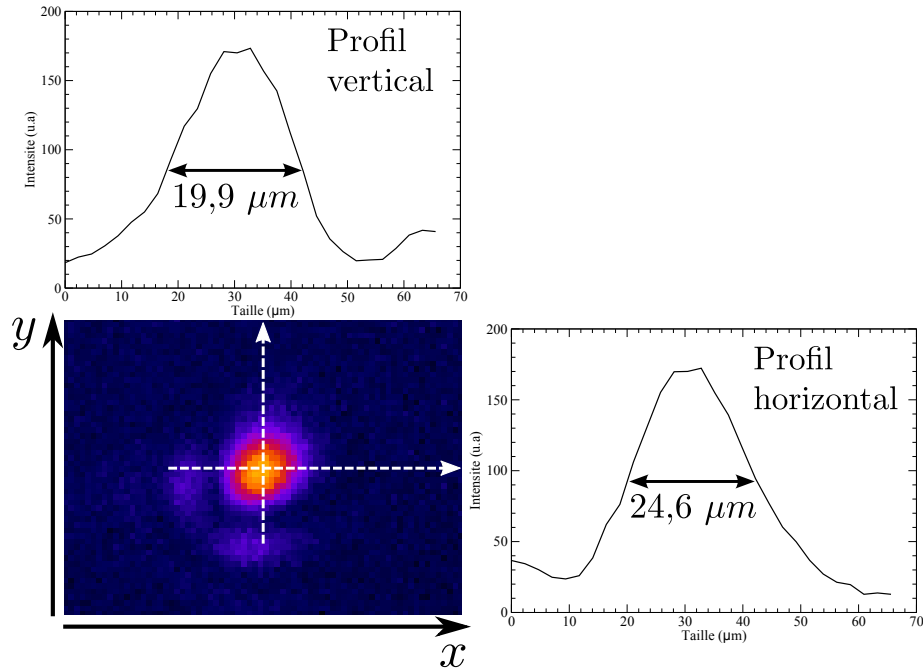 200
150
100
50
0
Intensite (u.a)
Profil
vertical
19,9 μm
0 10 20 30 40 50 60 70
Taille (μm)
y
x
200
150
100
50
0
Intensite (u.a)
Profil
horizontal
24,6 μm
0 10 20 30 40 50 60 70
Taille (μm)